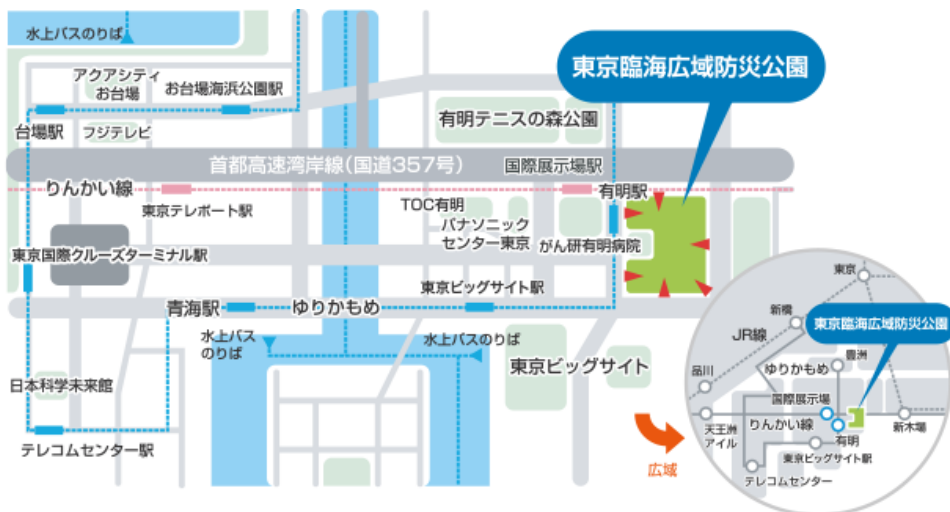 水上バスのりば
アクアシティ
お台場
お台場海浜公園駅
台場駅
フジテレビ
有明テニスの森公園
東京臨海広域防災公園
首都高速湾岸線(国道357号)
国際展示場駅
りんかい線
有明駅
東京テレポート駅
TOC有明
パナソニック
センター東京
がん研有明病院
東京国際クルーズターミナル駅
東京ビッグサイト駅
青海駅
ゆりかもめ
水上バス
のりば
水上バスのりば
東京ビッグサイト
日本科学未来館
テレコムセンター駅
広域
東京
新橋
東京臨海広域防災公園
JR線
豊洲
品川
ゆりかもめ
国際展示場
天王洲
アイル
りんかい線
有明
新木場
東京ビッグサイト駅
テレコムセンター